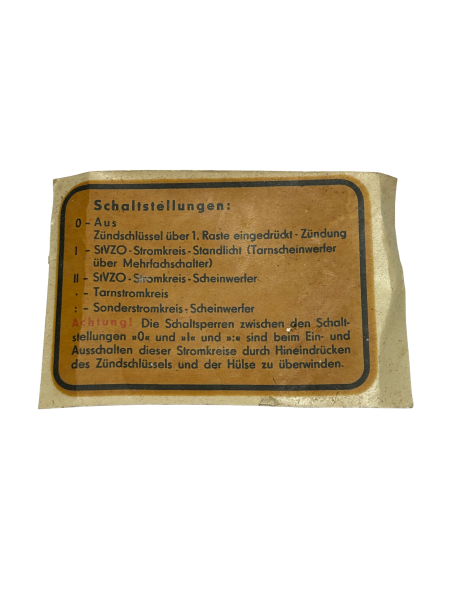 Schaltstellungen:
0 - Aus
Zündschlüssel über 1. Raste eingedrückt - Zündung
I - StVZO - Stromkreis - Standlicht (Tarnscheinwerfer
über Mehrfachschalter)
II - StVZO - Stromkreis - Scheinwerfer
· - Tarnstromkreis
: - Sonderstromkreis - Scheinwerfer
Achtung! Die Schaltsperren zwischen den Schalt-
stellungen »0« und »I« und »:« sind beim Ein- und
Ausschalten dieser Stromkreise durch Hineindrücken
des Zündschlüssels und der Hülse zu überwinden.